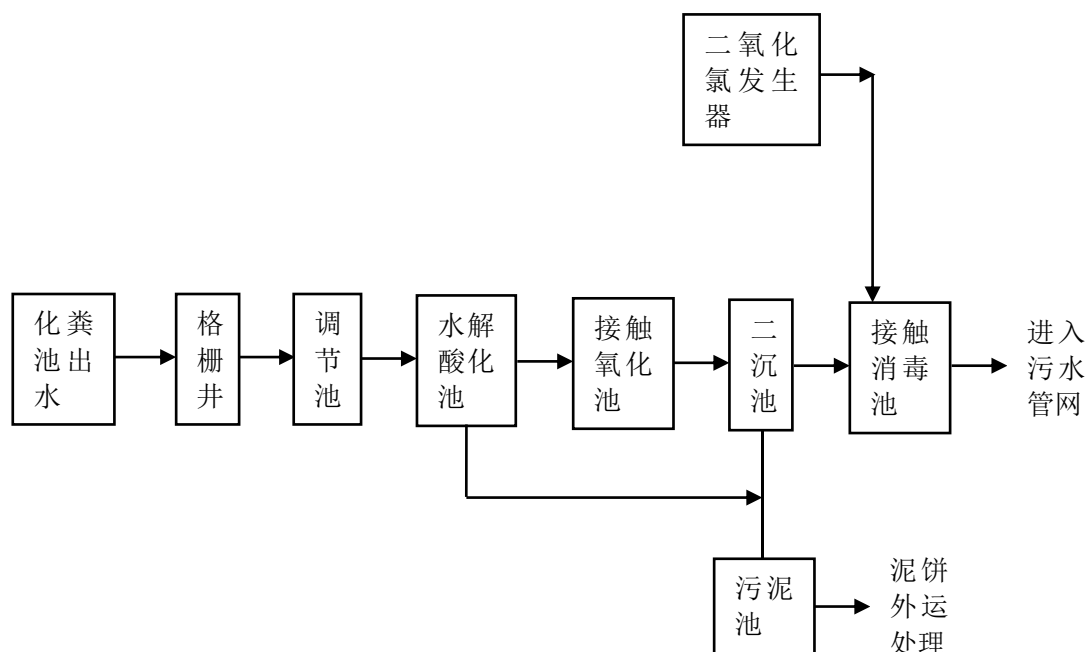 二氧化
氯发生
器
化粪
池出
水
格
栅
井
调
节
池
水解
酸化
池
接触
氧化
池
二
沉
池
接触
消毒
池
进入
污水
管网
污泥
池
泥饼
外运
处理